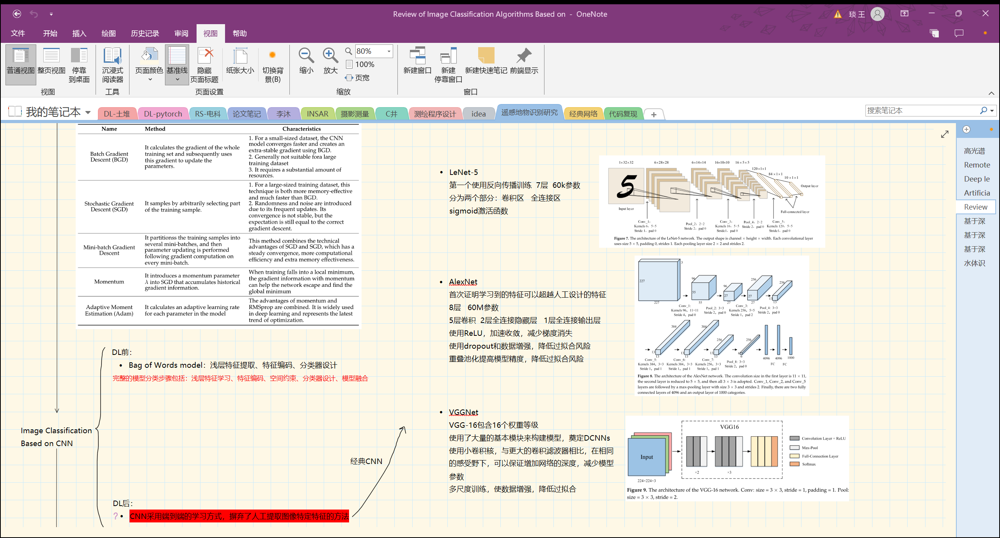 Review of Image Classification Algorithms Based on - OneNote
琰 王
文件 开始 插入 绘图 历史记录 审阅 视图 帮助
普通视图 整页视图 停靠到桌面
视图
沉浸式阅读器
工具
页面颜色 基准线 隐藏页面标题 纸张大小 切换背景(B)
页面设置
缩小 放大 80%
100%
页宽
缩放
新建窗口 新建停靠窗口 新建快速笔记 前端显示
窗口
我的笔记本
DL-土堆 DL-pytorch RS-电科 论文笔记 李沐 INSAR 摄影测量 C井 测绘程序设计 idea 遥感地物识别研究 经典网络 代码复现
搜索笔记本
Name Method Characteristics
Batch Gradient
Descent (BGD)
It calculates the gradient of the whole
training set and subsequently uses
this gradient to update the
parameters.
1. For a small-sized dataset, the CNN
model converges faster and creates an
extra-stable gradient using BGD.
2. Generally not suitable fora large
training dataset
3. It requires a substantial amount of
resources.
Stochastic Gradient
Descent (SGD)
It samples by arbitrarily selecting part
of the training sample.
1. For a large-sized training dataset, this
technique is both more memory-effective
and much faster than BGD.
2. Randomness and noise are introduced
due to its frequent updates. Its
convergence is not stable, but the
expectation is still equal to the correct
gradient descent.
Mini-batch Gradient
Descent
It partitionss the training samples into
several mini-batches, and then
parameter updating is performed
following gradient computation on
every mini-batch.
This method combines the technical
advantages of SGD and SGD, which has a
steady convergence, more computational
efficiency and extra memory effectiveness.
Momentum
It introduces a momentum parameter
λ into SGD that accumulates historical
gradient information.
When training falls into a local minimum,
the gradient information with momentum
can help the network escape and find the
global minimum
Adaptive Moment
Estimation (Adam)
It calculates an adaptive learning rate
for each parameter in the model
The advantages of momentum and
RMSprop are combined. It is widely used
in deep learning and represents the latest
trend of optimization.
DL前：
• Bag of Words model：浅层特征提取、特征编码、分类器设计
完整的模型分类步骤包括：浅层特征学习、特征编码、空间约束、分类器设计、模型融合
Image Classification
Based on CNN
经典CNN
DL后：
? • CNN采用端到端的学习方式，摒弃了人工提取图像特定特征的方法
• LeNet-5
第一个使用反向传播训练 7层 60k参数
分为两个部分：卷积区 全连接区
sigmoid激活函数
1×32×32 6×28×28 6×14×14 16×10×10 16×5×5
120×1×1
84×1×1
10×1×1
Output layer
Input layer
Full-connected layer
Conv_1:
Kernels 6，5×5
Stride 1，pad 0
Pool_2：2×2
Stride 2，pad 0
Conv_3:
Kernels 16，5×5
Stride1，pad 0
Pool_4：2×2
Stride 2，pad 0
Conv_5:
Kernels 120，5×5
Stride1，pad 0
Figure 7. The architecture of the LeNet-5 network. The output shape is channel × height × width. Each convolutional layer
uses size 5 × 5, padding 0, strides 1. Each pooling layer size 2 × 2 and strides 2.
• AlexNet
首次证明学习到的特征可以超越人工设计的特征
8层 60M参数
5层卷积 2层全连接隐藏层 1层全连接输出层
使用ReLU，加速收敛，减少梯度消失
使用dropout和数据增强，降低过拟合风险
重叠池化提高模型精度，降低过拟合风险
3
227
227
96
55
55
96
27
27
256
27
27
256
13
13
Conv_1:
Kernels 96，11×11
Stride 4，pad 0
Pool_2：3×3
Stride 2，pad 0
Conv_3:
Kernels 256，5×5
Stride 1，pad 2
Pool_4：3×3
Stride 2，pad 0
384
13
13
384
13
13
256
13
13
256
6
6
4096 4096 1000
FC FC
Conv_5:
Kernels 384，3×3
Stride 1，pad 1
Conv_6:
Kernels 384，3×3
Stride 1，pad 1
Conv_7:
Kernels 256，3×3
Stride 1，pad 1
Pool_8：3×3
Stride 2，pad 0
Figure 8. The architecture of the AlexNet network. The convolution size in the first layer is 11 × 11,
the second layer is reduced to 5 × 5, and then all 3 × 3 is adopted. Conv_1, Conv_2, and Conv_5
layers are followed by a max-pooling layer with size 3 × 3 and strides 2. Finally, there are two fully
connected layers of 4096 and an output layer of 1000 categories.
• VGGNet
VGG-16包含16个权重等级
使用了大量的基本模块来构建模型，奠定DCNNs
使用小卷积核，与更大的卷积滤波器相比，在相同
的感受野下，可以保证增加网络的深度，减少模型
参数
多尺度训练，使数据增强，降低过拟合
VGG16
Input
224×224×3
×2
×3
Convolution Layer + ReLU
Max-Pool
Full-Connection Layer
Softmax
Figure 9. The architecture of the VGG-16 network. Conv: size = 3 × 3, stride = 1, padding = 1. Pool:
size = 3 × 3, stride = 2.
高光谱
Remote
Deep le
Artificia
Review
基于深
基于深
基于深
水体识